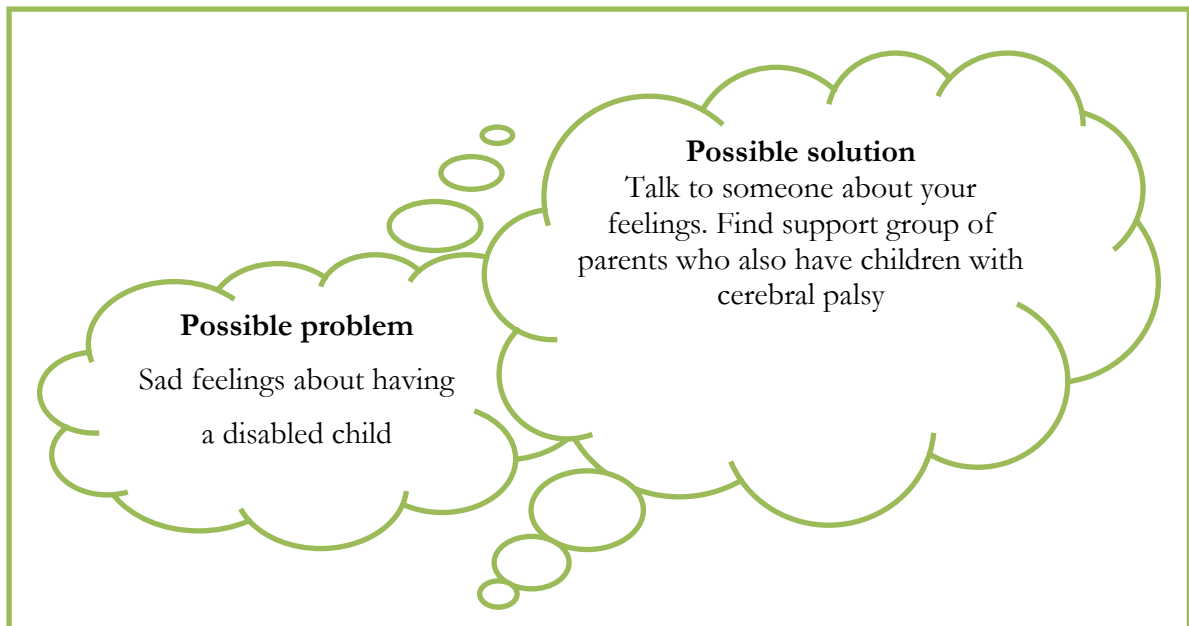 Possible solution
Talk to someone about your
feelings. Find support group of
parents who also have children with
cerebral palsy
Possible problem
Sad feelings about having
a disabled child